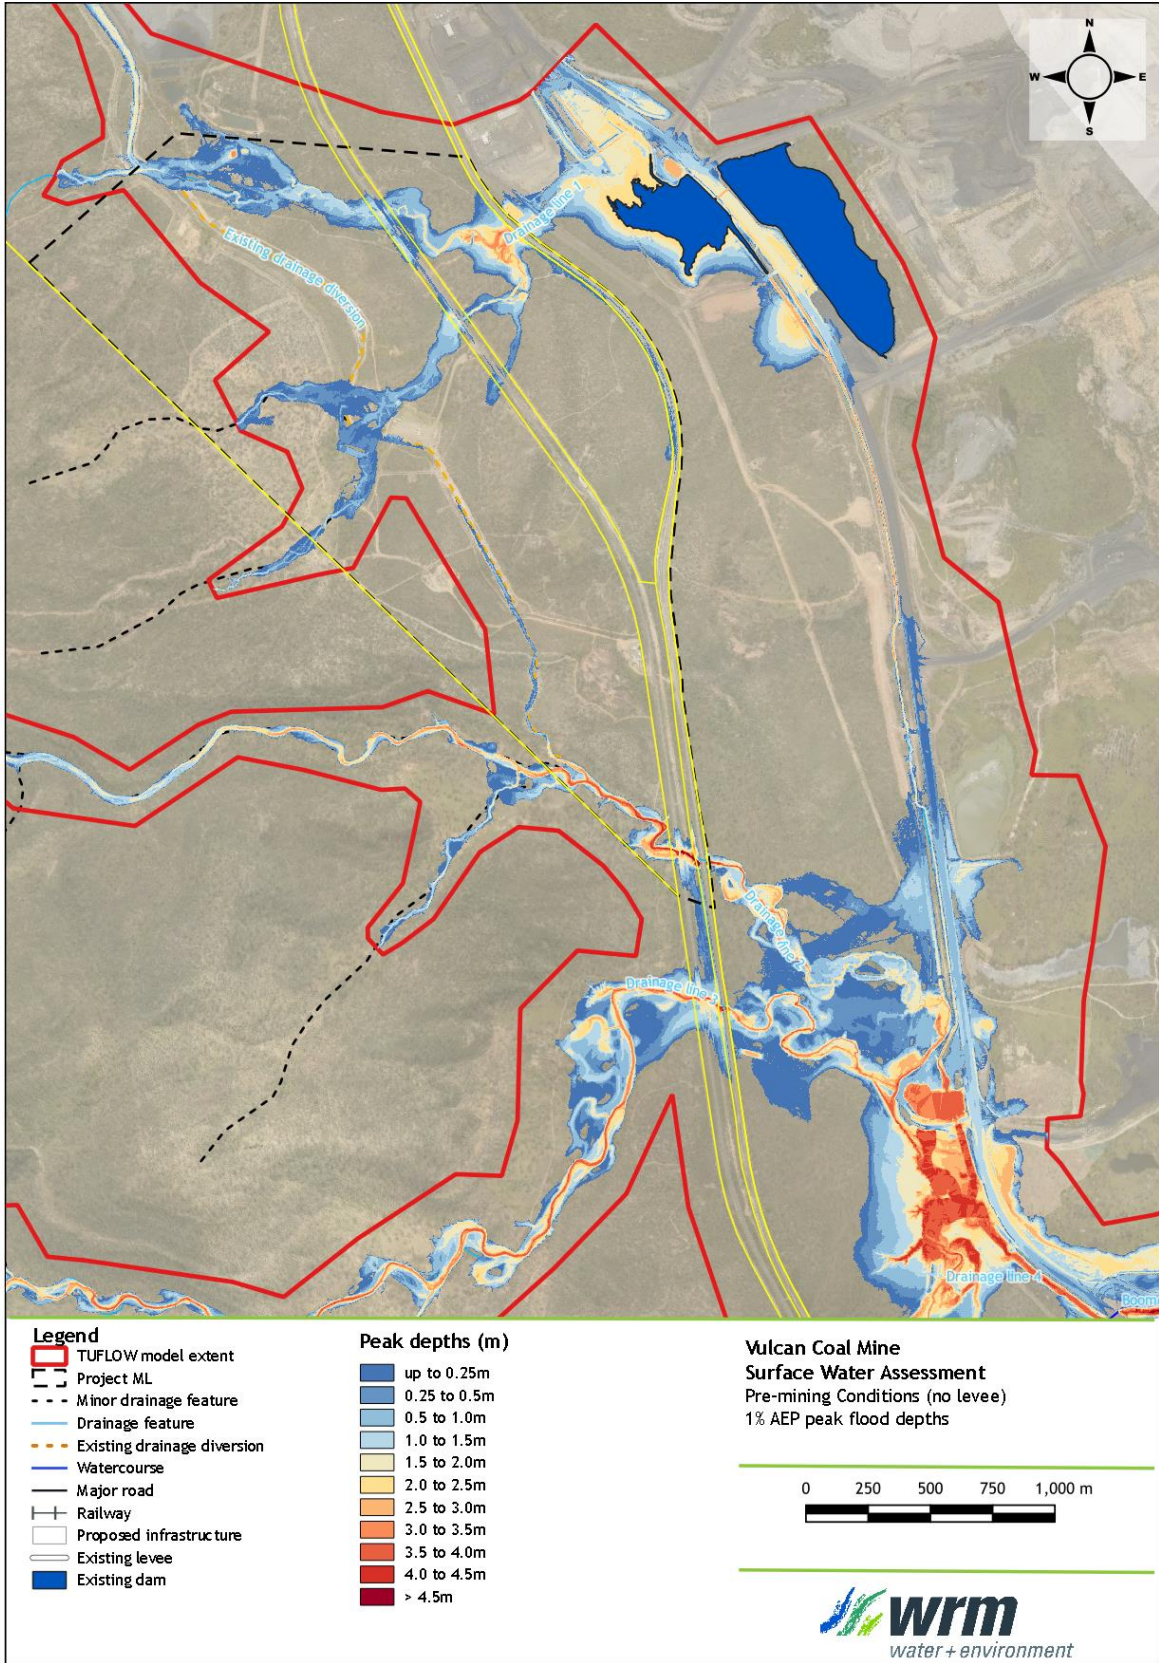 N
W
E
S
Drainage line 1
Existing drainage diversion
Drainage line 2
Drainage line 3
Drainage line 4
Legend
TUFLOW model extent
Project ML
Minor drainage feature
Drainage feature
Existing drainage diversion
Watercourse
Major road
Railway
Proposed infrastructure
Existing levee
Existing dam
Peak depths (m)
up to 0.25m
0.25 to 0.5m
0.5 to 1.0m
1.0 to 1.5m
1.5 to 2.0m
2.0 to 2.5m
2.5 to 3.0m
3.0 to 3.5m
3.5 to 4.0m
4.0 to 4.5m
> 4.5m
Vulcan Coal Mine
Surface Water Assessment
Pre-mining Conditions (no levee)
1% AEP peak flood depths
0 250 500 750 1,000 m
wrm
water + environment